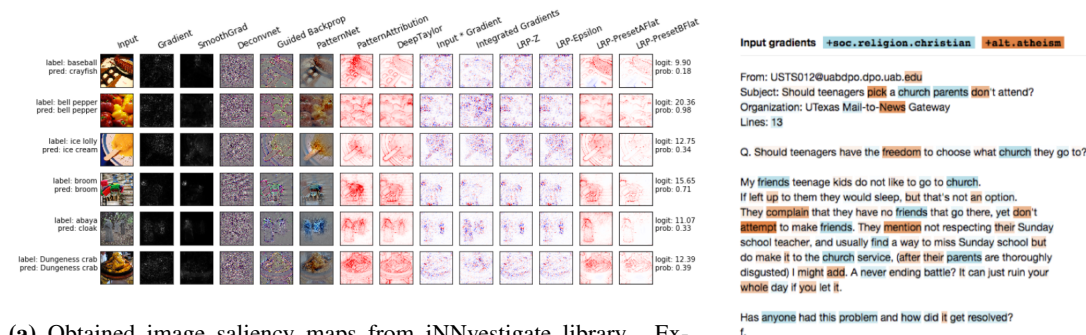 Input
Gradient
SmoothGrad
Deconvnet
Guided Backprop
PatternNet
PatternAttribution
DeepTaylor
Input * Gradient
Integrated Gradients
LRP-Z
LRP-Epsilon
LRP-PresetAFlat
LRP-PresetBFlat
label: baseball
pred: crayfish
logit: 9.90
prob: 0.18
label: bell pepper
pred: bell pepper
logit: 20.36
prob: 0.98
label: ice lolly
pred: ice cream
logit: 12.75
prob: 0.34
label: broom
pred: broom
logit: 15.65
prob: 0.71
label: abaya
pred: cloak
logit: 11.07
prob: 0.33
label: Dungeness crab
pred: Dungeness crab
logit: 12.39
prob: 0.39
(a) Obtained image saliency maps from iNNvestigate library. Ex-
Input gradients +soc.religion.christian +alt.atheism
From: USTS012@uabdpo.dpo.uab.edu
Subject: Should teenagers pick a church parents don't attend?
Organization: UTexas Mail-to-News Gateway
Lines: 13
Q. Should teenagers have the freedom to choose what church they go to?
My friends teenage kids do not like to go to church.
If left up to them they would sleep, but that's not an option.
They complain that they have no friends that go there, yet don't
attempt to make friends. They mention not respecting their Sunday
school teacher, and usually find a way to miss Sunday school but
do make it to the church service, (after their parents are thoroughly
disgusted) I might add. A never ending battle? It can just ruin your
whole day if you let it.
Has anyone had this problem and how did it get resolved?
f.